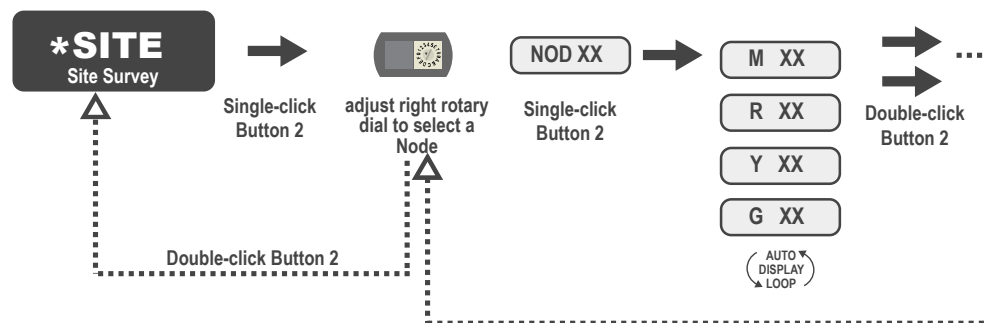 *SITE
Site Survey
Single-click
Button 2
adjust right rotary
dial to select a
Node
NOD XX
Single-click
Button 2
M XX
R XX
Y XX
G XX
AUTO
DISPLAY
LOOP
Double-click
Button 2
....
Double-click Button 2